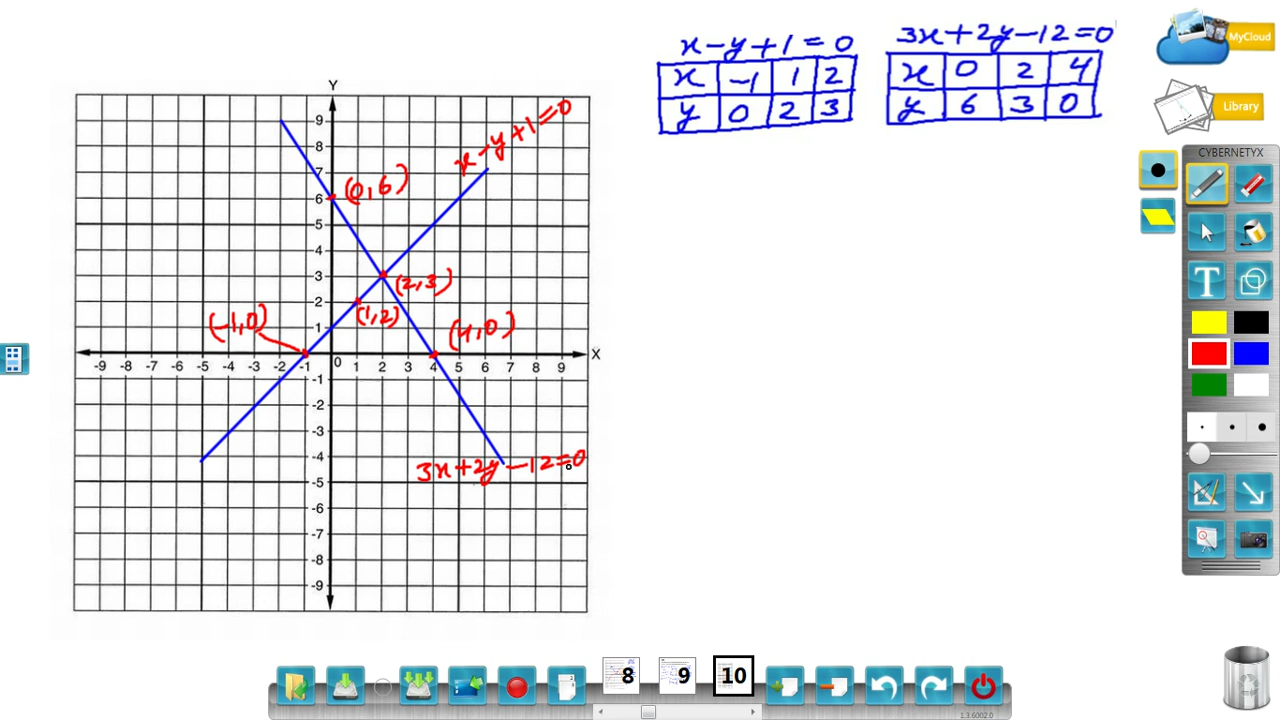 x-y+1=0
x -1 1 2
y 0 2 3
3x+2y-12=0
x 0 2 4
y 6 3 0
MyCloud
Library
CYBERNETYX
T
Y
9
8
7
6
5
4
3
2
1
0
-1
-2
-3
-4
-5
-6
-7
-8
-9
-9 -8 -7 -6 -5 -4 -3 -2 -1 1 2 3 4 5 6 7 8 9
X
x-y+1=0
(0,6)
(2,3)
(1,2)
(-1,0)
(4,0)
3x+2y-12=0
8 9 10
1.3.6002.0